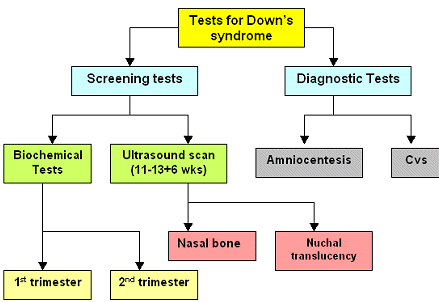 Tests for Down's
syndrome
Screening tests
Diagnostic Tests
Biochemical
Tests
Ultrasound scan
(11-13+6 wks)
Amniocentesis
Cvs
Nasal bone
Nuchal
translucency
1st trimester
2nd trimester